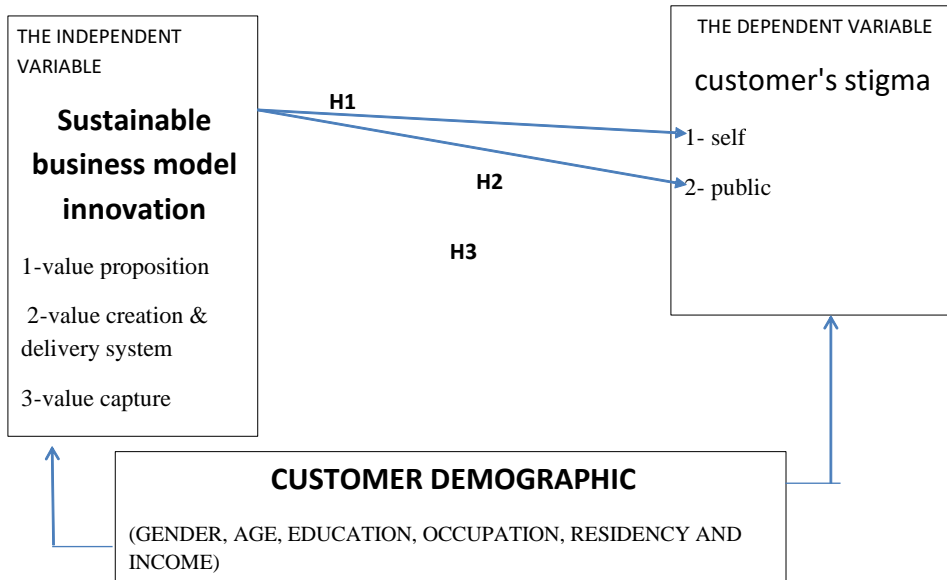 THE INDEPENDENT
VARIABLE
Sustainable
business model
innovation
1-value proposition
2-value creation &
delivery system
3-value capture
H1
H2
H3
THE DEPENDENT VARIABLE
customer's stigma
1- self
2- public
CUSTOMER DEMOGRAPHIC
(GENDER, AGE, EDUCATION, OCCUPATION, RESIDENCY AND
INCOME)